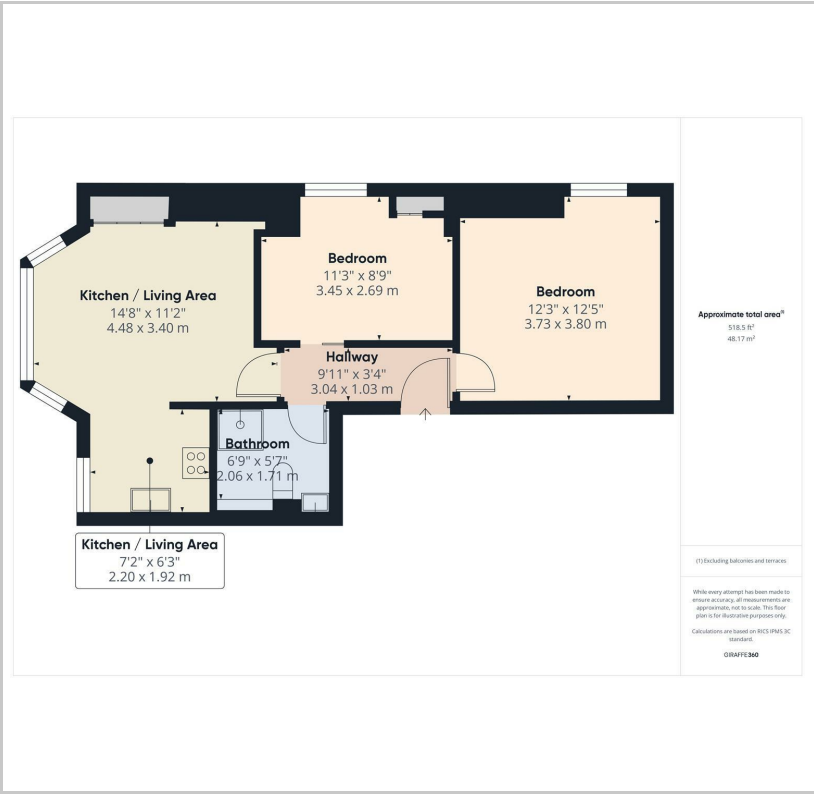 Kitchen / Living Area
14'8" x 11'2"
4.48 x 3.40 m
Bedroom
11'3" x 8'9"
3.45 x 2.69 m
Bedroom
12'3" x 12'5"
3.73 x 3.80 m
Hallway
9'11" x 3'4"
3.04 x 1.03 m
Bathroom
6'9" x 5'7"
2.06 x 1.71 m
Kitchen / Living Area
7'2" x 6'3"
2.20 x 1.92 m
Approximate total area⁽¹⁾
518.5 ft²
48.17 m²
(1) Excluding balconies and terraces
While every attempt has been made to
ensure accuracy, all measurements are
approximate, not to scale. This floor
plan is for illustrative purposes only.
Calculations are based on RICS IPMS 3C
standard.
GIRAFFE360